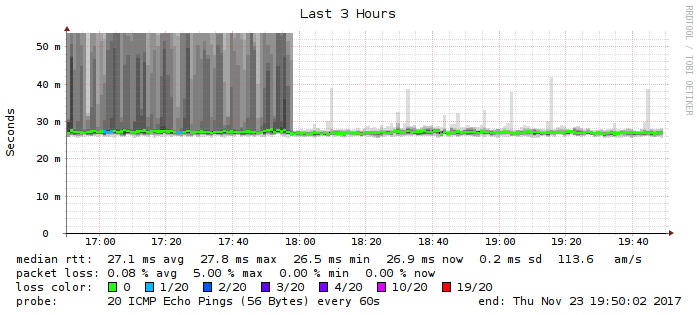 Last 3 Hours
RRDTOOL / TOBI OETIKER
Seconds
50 m
40 m
30 m
20 m
10 m
0
17:00 17:20 17:40 18:00 18:20 18:40 19:00 19:20 19:40
median rtt: 27.1 ms avg 27.8 ms max 26.5 ms min 26.9 ms now 0.2 ms sd 113.6 am/s
packet loss: 0.08 % avg 5.00 % max 0.00 % min 0.00 % now
loss color: 0 1/20 2/20 3/20 4/20 10/20 19/20
probe: 20 ICMP Echo Pings (56 Bytes) every 60s end: Thu Nov 23 19:50:02 2017